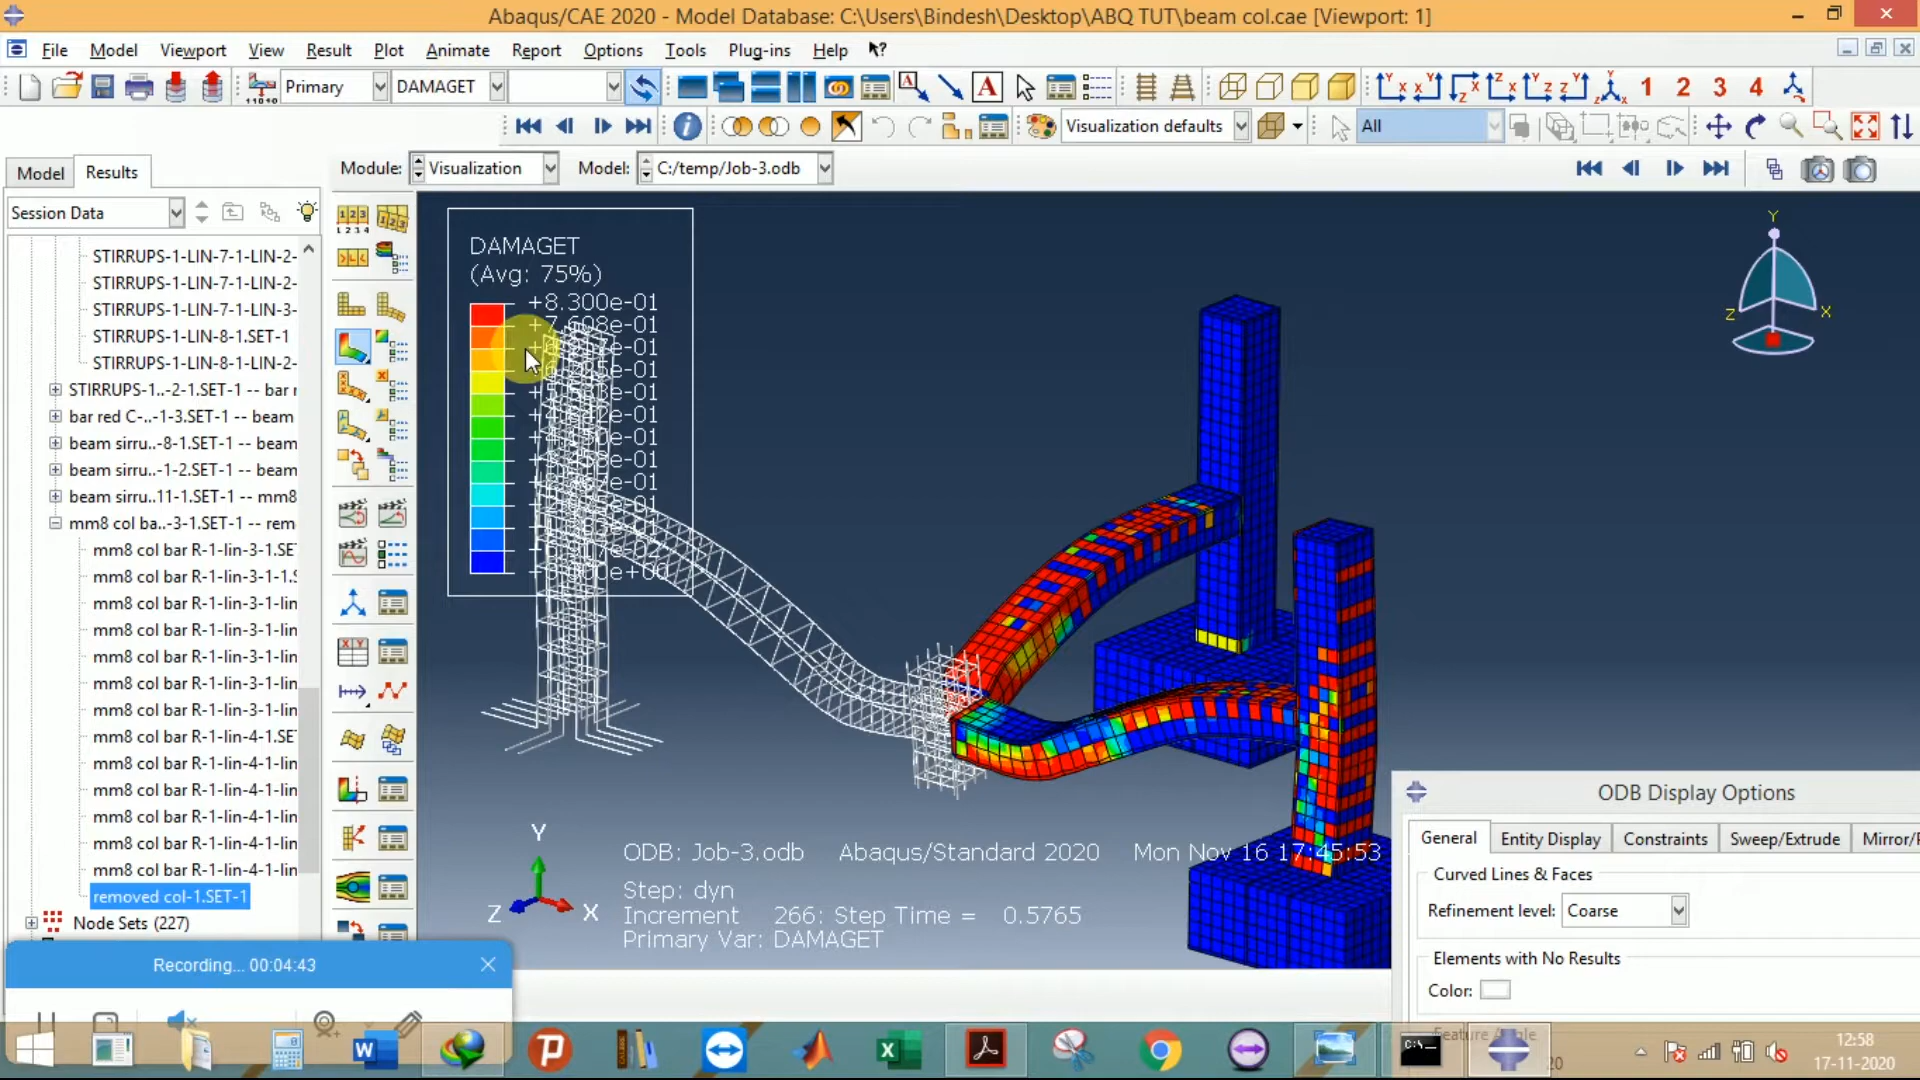 Abaqus/CAE 2020 - Model Database: C:\Users\Bindesh\Desktop\ABQ TUT\beam col.cae [Viewport: 1]
File Model Viewport View Result Plot Animate Report Options Tools Plug-ins Help
Primary DAMAGET 1 2 3 4
Visualization defaults All
Model Results Module: Visualization Model: C:/temp/Job-3.odb
Session Data
STIRRUPS-1-LIN-7-1-LIN-2-
STIRRUPS-1-LIN-7-1-LIN-2-
STIRRUPS-1-LIN-7-1-LIN-3-
STIRRUPS-1-LIN-8-1.SET-1
STIRRUPS-1-LIN-8-1-LIN-2-
STIRRUPS-1..-2-1.SET-1 -- bar r
bar red C-..-1-3.SET-1 -- beam
beam sirru..-8-1.SET-1 -- beam
beam sirru..-1-2.SET-1 -- beam
beam sirru..11-1.SET-1 -- mm8
mm8 col ba..-3-1.SET-1 -- rem
mm8 col bar R-1-lin-3-1.SE
mm8 col bar R-1-lin-3-1-1.S
mm8 col bar R-1-lin-3-1-lin
mm8 col bar R-1-lin-3-1-lin
mm8 col bar R-1-lin-3-1-lin
mm8 col bar R-1-lin-3-1-lin
mm8 col bar R-1-lin-3-1-lin
mm8 col bar R-1-lin-4-1.SE
mm8 col bar R-1-lin-4-1-lin
mm8 col bar R-1-lin-4-1-lin
mm8 col bar R-1-lin-4-1-lin
mm8 col bar R-1-lin-4-1-lin
mm8 col bar R-1-lin-4-1-lin
removed col-1.SET-1
Node Sets (227)
DAMAGET
(Avg: 75%)
+8.300e-01
Y
Z X
Y
Z X
ODB: Job-3.odb Abaqus/Standard 2020 Mon Nov 16 17:45:53
Step: dyn
Increment 266: Step Time = 0.5765
Primary Var: DAMAGET
ODB Display Options
General Entity Display Constraints Sweep/Extrude Mirror/
Curved Lines & Faces
Refinement level: Coarse
Elements with No Results
Color:
Recording... 00:04:43
12:58
17-11-2020